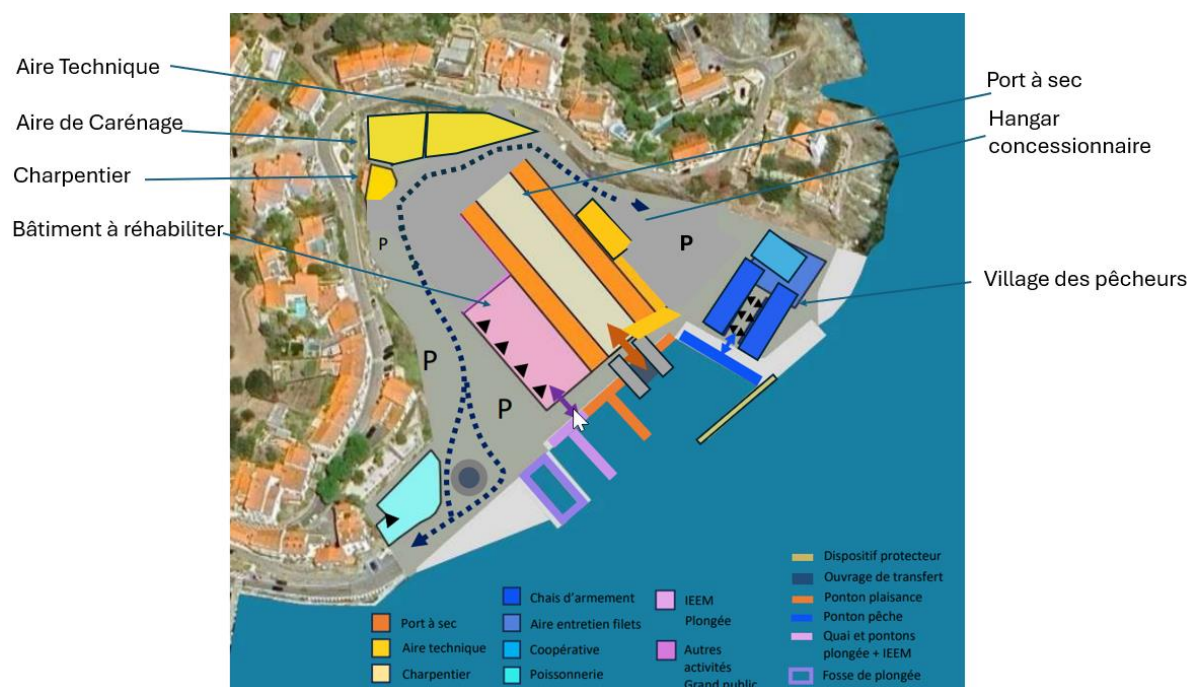 Aire Technique
Aire de Carénage
Charpentier
Bâtiment à réhabiliter
Port à sec
Hangar
concessionnaire
Village des pêcheurs
P
P
P
P
Port à sec
Aire technique
Charpentier
Chais d'armement
Aire entretien filets
Coopérative
Poissonnerie
IEEM
Plongée
Autres
activités
Grand public
Dispositif protecteur
Ouvrage de transfert
Ponton plaisance
Ponton pêche
Quai et pontons
plongée + IEEM
Fosse de plongée